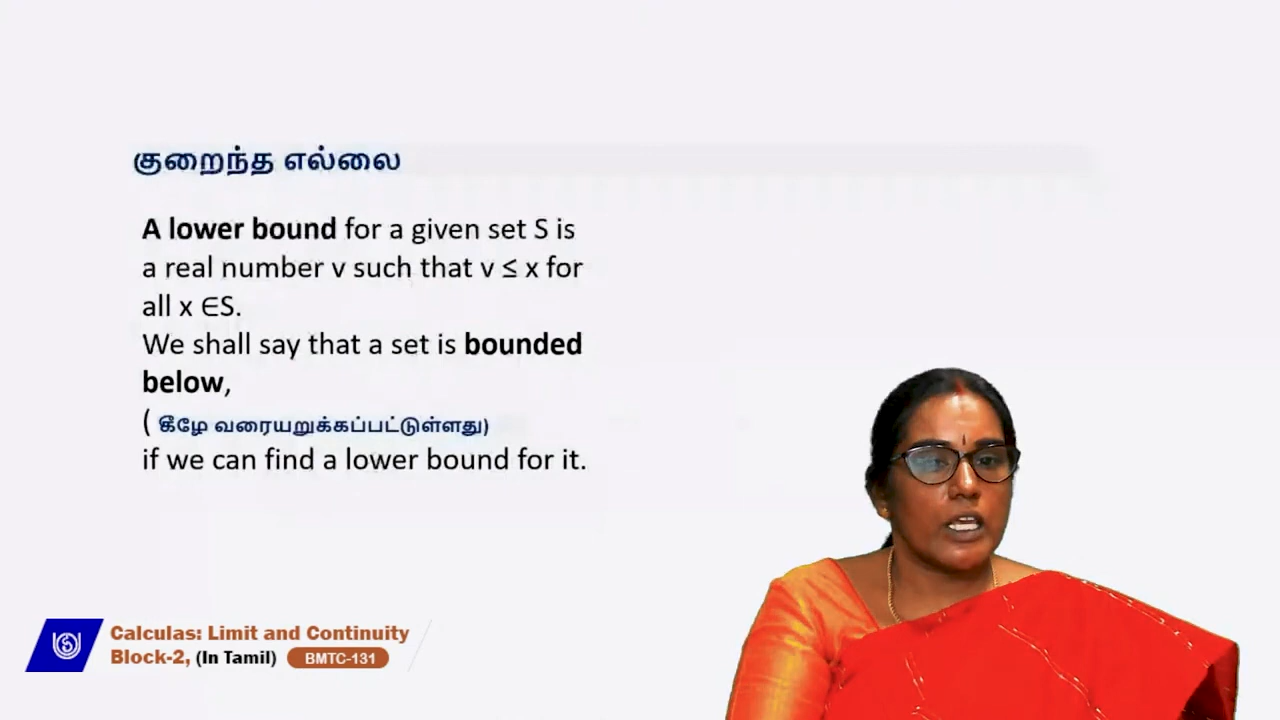 குறைந்த எல்லை
A lower bound for a given set S is
a real number v such that v ≤ x for
all x ∈S.
We shall say that a set is bounded
below,
( கீழே வரையறுக்கப்பட்டுள்ளது)
if we can find a lower bound for it.
Calculas: Limit and Continuity
Block-2, (In Tamil) BMTC-131